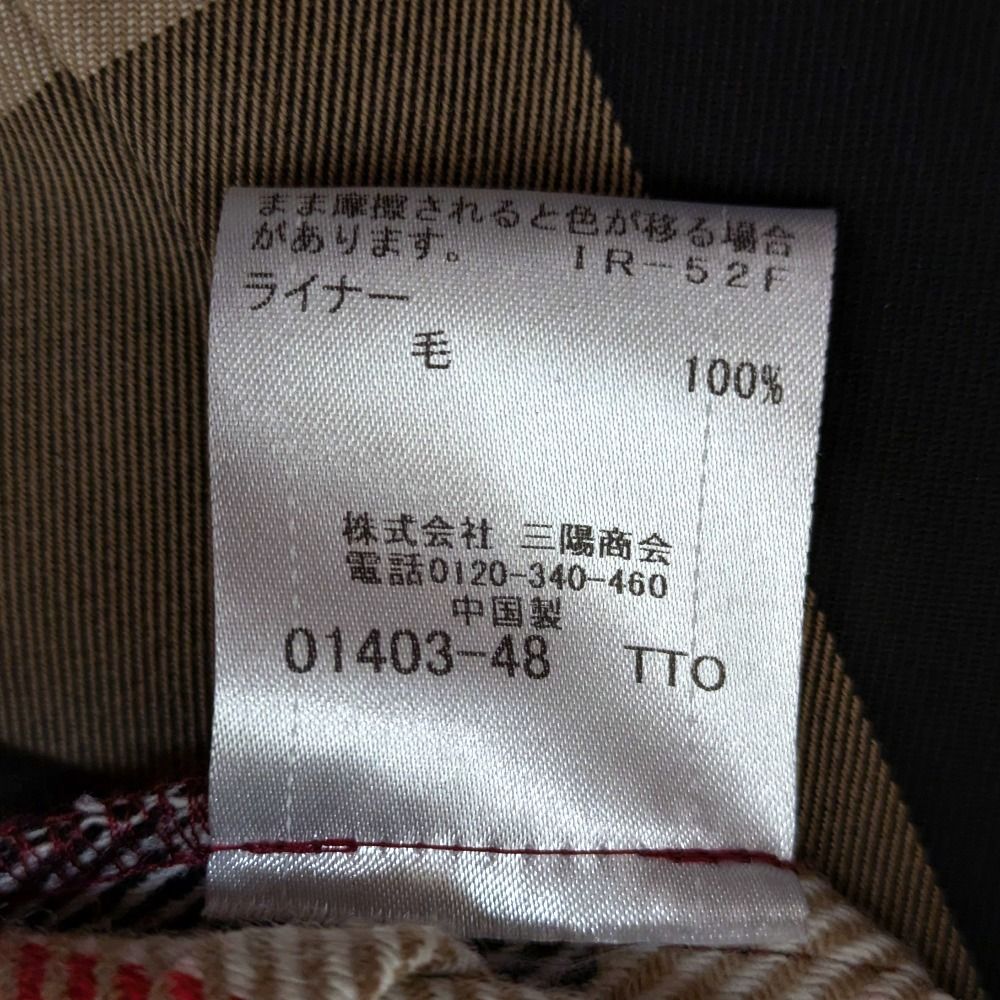 まま摩擦されると色が移る場合
があります。 IR-52F
ライナー
毛 100%
株式会社 三陽商会
電話0120-340-460
中国製
01403-48 TTO